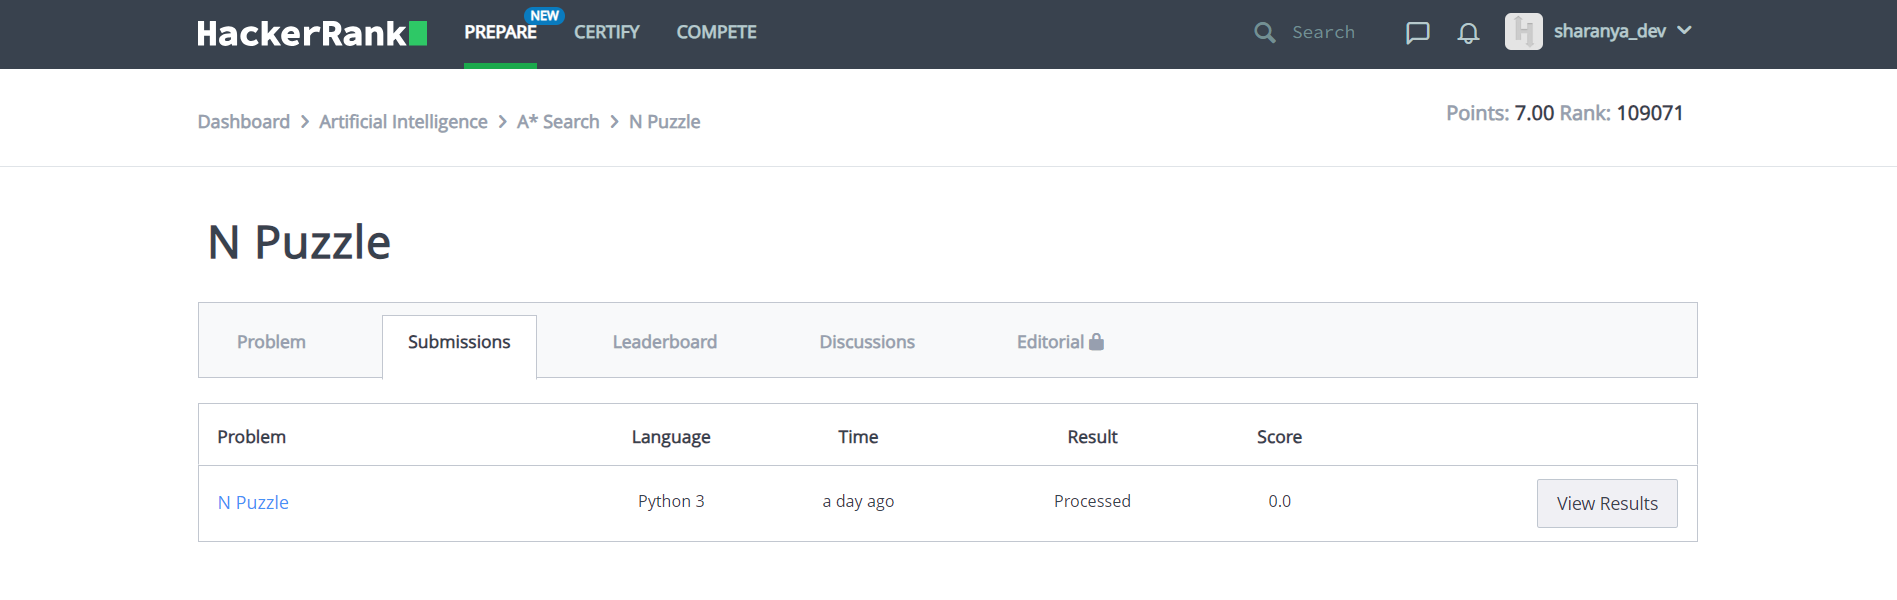 HackerRank PREPARE NEW CERTIFY COMPETE Search sharanya_dev
Dashboard > Artificial Intelligence > A* Search > N Puzzle Points: 7.00 Rank: 109071
N Puzzle
Problem Submissions Leaderboard Discussions Editorial
Problem Language Time Result Score
N Puzzle Python 3 a day ago Processed 0.0 View Results